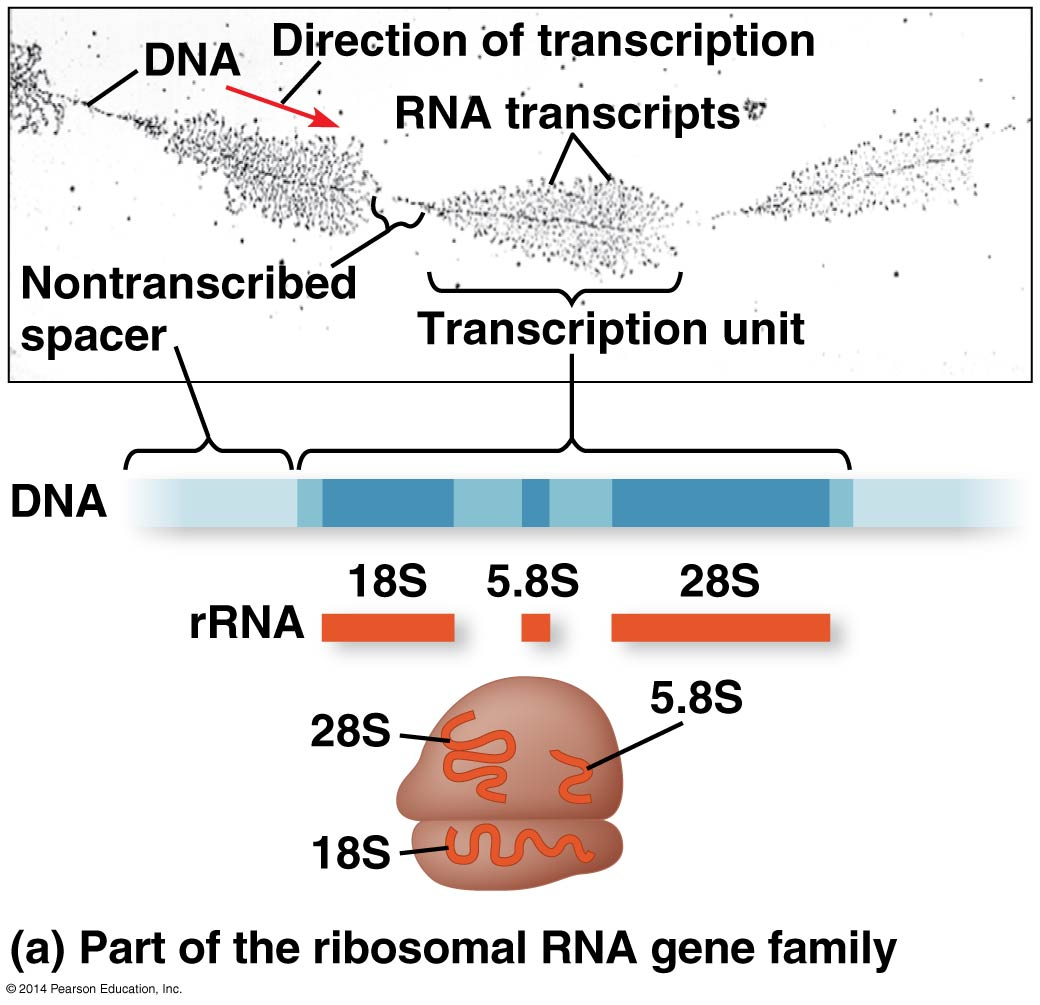 Direction of transcription
DNA
RNA transcripts
Nontranscribed
spacer
Transcription unit
DNA
18S 5.8S 28S
rRNA
5.8S
28S
18S
(a) Part of the ribosomal RNA gene family
© 2014 Pearson Education, Inc.